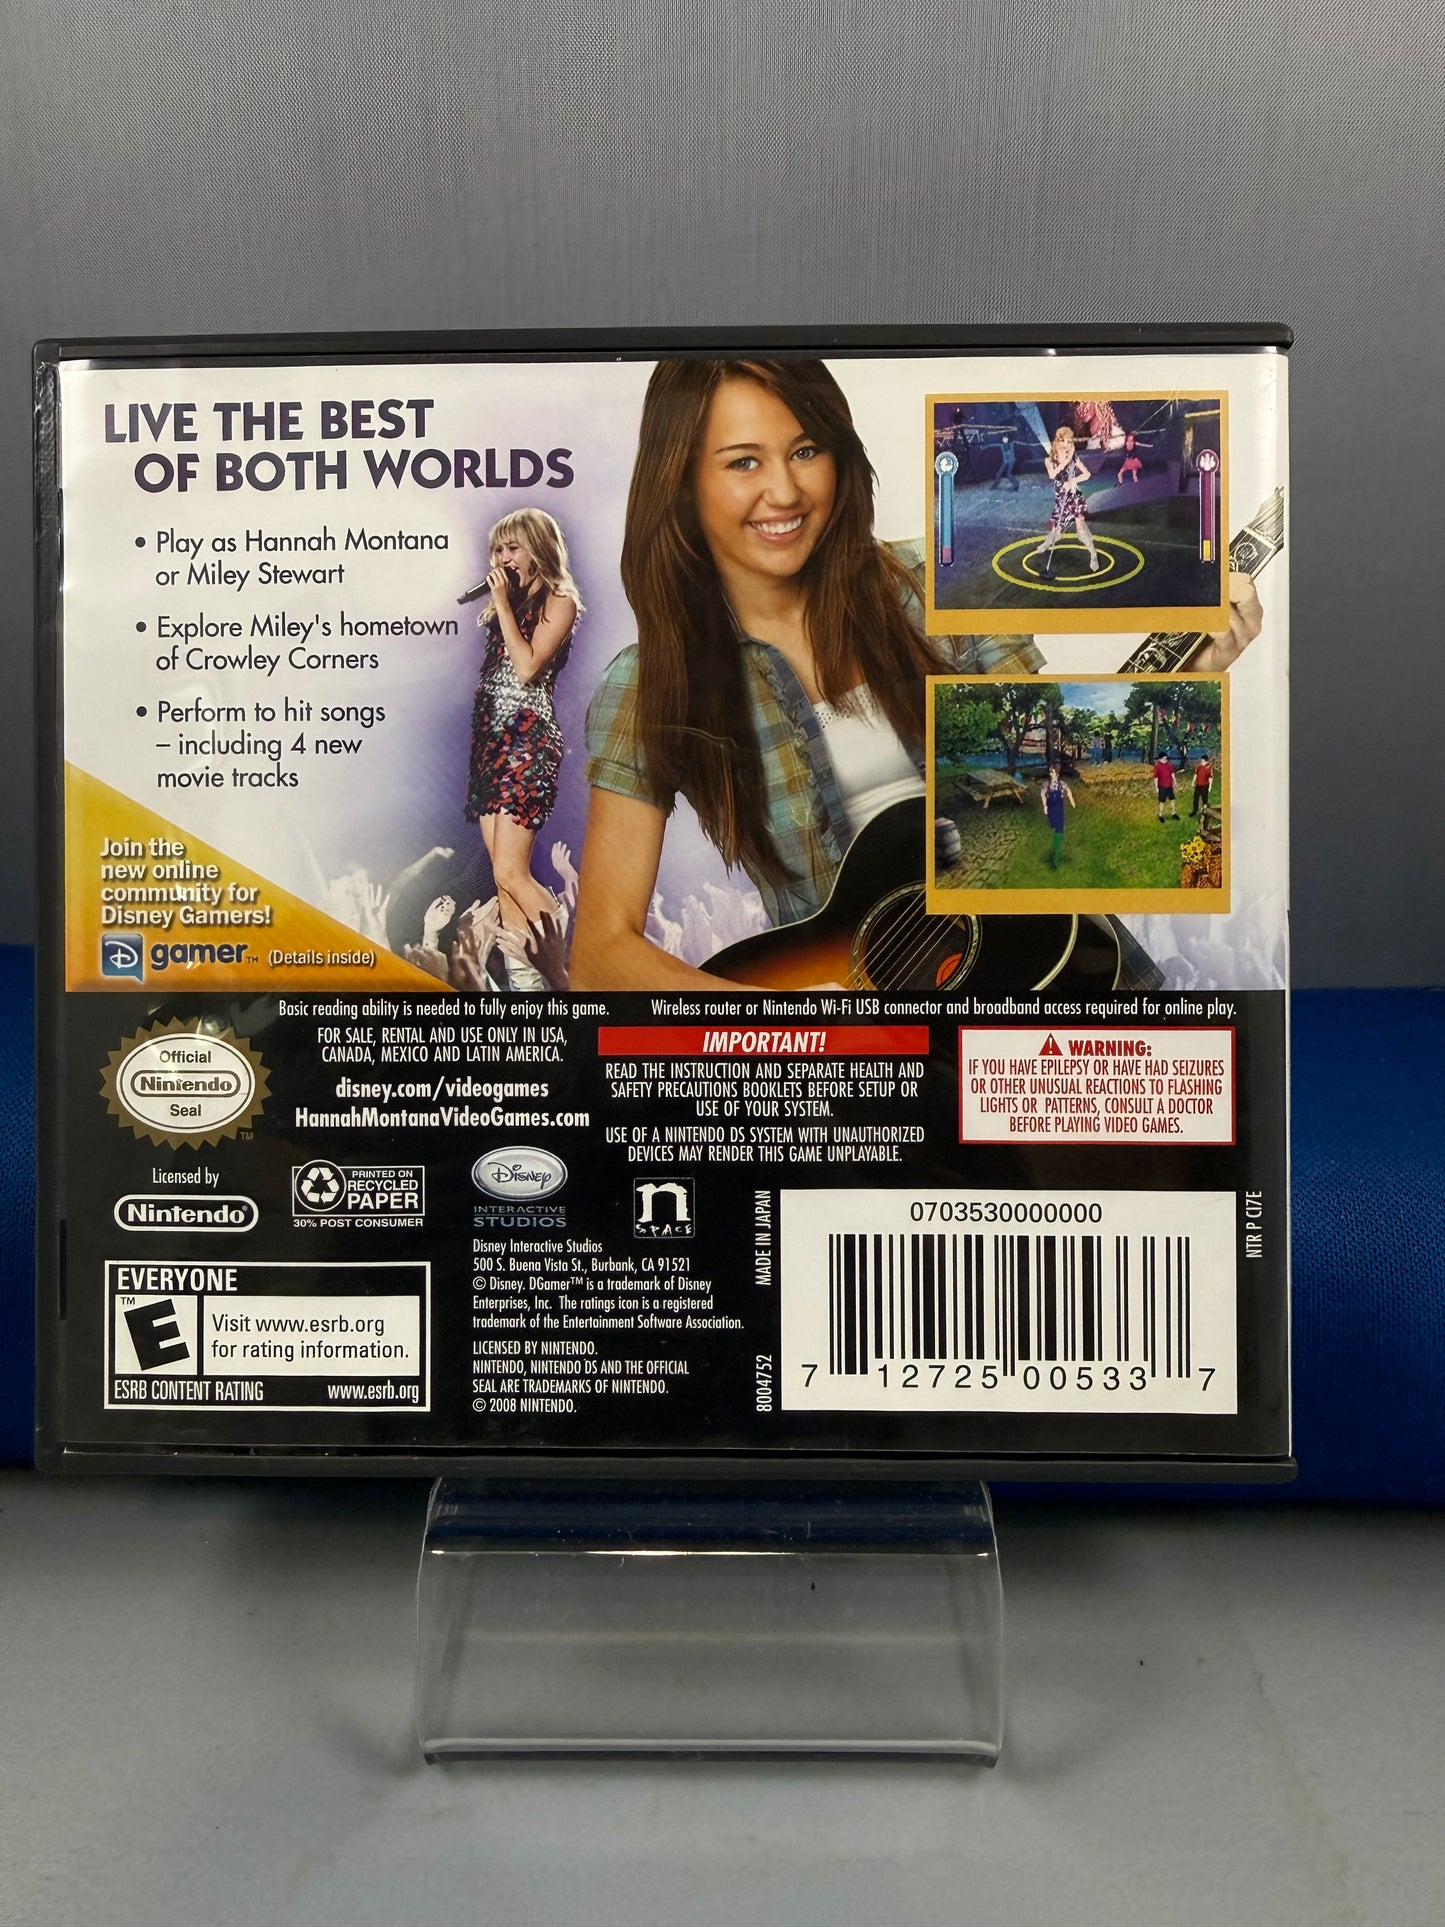 LIVE THE BEST
OF BOTH WORLDS
• Play as Hannah Montana
or Miley Stewart
• Explore Miley's hometown
of Crowley Corners
• Perform to hit songs
– including 4 new
movie tracks
Join the
new online
community for
Disney Gamers!
D gamer™ (Details inside)
Basic reading ability is needed to fully enjoy this game.
Wireless router or Nintendo Wi-Fi USB connector and broadband access required for online play.
Official
Nintendo
Seal
TM
FOR SALE, RENTAL AND USE ONLY IN USA,
CANADA, MEXICO AND LATIN AMERICA.
disney.com/videogames
HannahMontanaVideoGames.com
IMPORTANT!
READ THE INSTRUCTION AND SEPARATE HEALTH AND
SAFETY PRECAUTIONS BOOKLETS BEFORE SETUP OR
USE OF YOUR SYSTEM.
USE OF A NINTENDO DS SYSTEM WITH UNAUTHORIZED
DEVICES MAY RENDER THIS GAME UNPLAYABLE.
WARNING:
IF YOU HAVE EPILEPSY OR HAVE HAD SEIZURES
OR OTHER UNUSUAL REACTIONS TO FLASHING
LIGHTS OR PATTERNS, CONSULT A DOCTOR
BEFORE PLAYING VIDEO GAMES.
Licensed by
Nintendo®
PRINTED ON
RECYCLED
PAPER
30% POST CONSUMER
Disney
INTERACTIVE
STUDIOS
n
SPACE
Disney Interactive Studios
500 S. Buena Vista St., Burbank, CA 91521
© Disney. DGamer™ is a trademark of Disney
Enterprises, Inc. The ratings icon is a registered
trademark of the Entertainment Software Association.
LICENSED BY NINTENDO.
NINTENDO, NINTENDO DS AND THE OFFICIAL
SEAL ARE TRADEMARKS OF NINTENDO.
© 2008 NINTENDO.
EVERYONE
TM
E
Visit www.esrb.org
for rating information.
ESRB CONTENT RATING www.esrb.org
MADE IN JAPAN
8004752
0703530000000
7 12725 00533 7
NTR P C17E